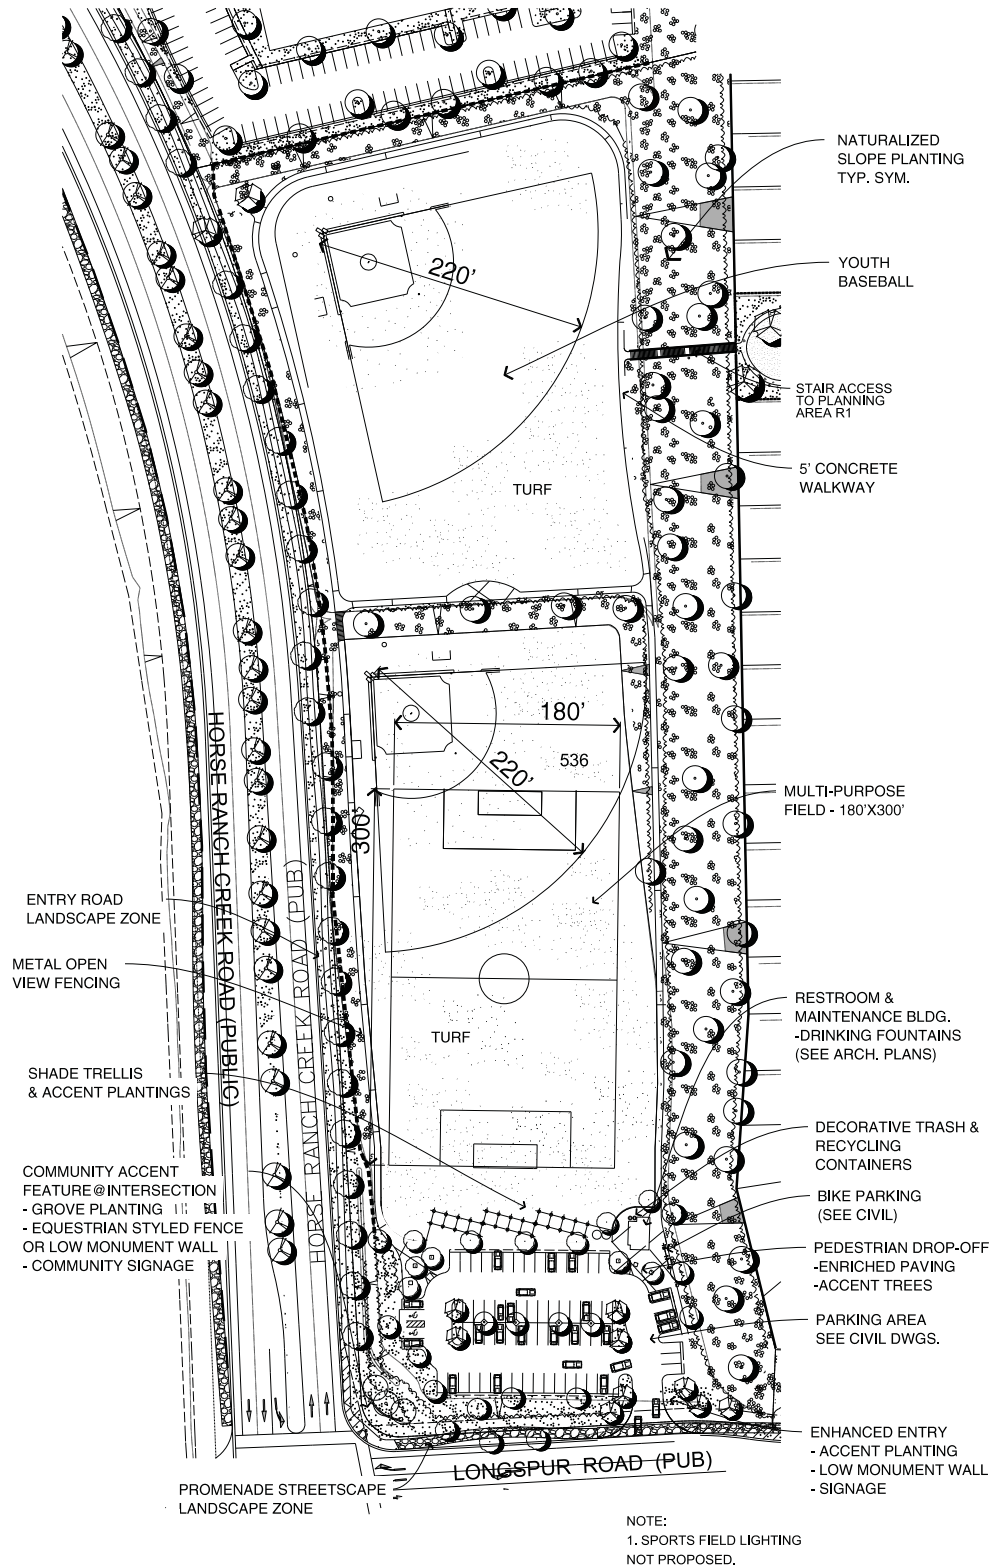 NATURALIZED
SLOPE PLANTING
TYP. SYM.
YOUTH
BASEBALL
220'
STAIR ACCESS
TO PLANNING
AREA R1
5' CONCRETE
WALKWAY
TURF
180'
220'
536
300'
MULTI-PURPOSE
FIELD - 180'X300'
HORSE RANCH CREEK ROAD (PUBLIC)
HORSE RANCH CREEK ROAD (PUB)
ENTRY ROAD
LANDSCAPE ZONE
METAL OPEN
VIEW FENCING
TURF
RESTROOM &
MAINTENANCE BLDG.
-DRINKING FOUNTAINS
(SEE ARCH. PLANS)
SHADE TRELLIS
& ACCENT PLANTINGS
DECORATIVE TRASH &
RECYCLING
CONTAINERS
COMMUNITY ACCENT
FEATURE@INTERSECTION
- GROVE PLANTING
- EQUESTRIAN STYLED FENCE
OR LOW MONUMENT WALL
- COMMUNITY SIGNAGE
BIKE PARKING
(SEE CIVIL)
PEDESTRIAN DROP-OFF
-ENRICHED PAVING
-ACCENT TREES
PARKING AREA
SEE CIVIL DWGS.
ENHANCED ENTRY
- ACCENT PLANTING
- LOW MONUMENT WALL
- SIGNAGE
LONGSPUR ROAD (PUB)
PROMENADE STREETSCAPE
LANDSCAPE ZONE
NOTE:
1. SPORTS FIELD LIGHTING
NOT PROPOSED.